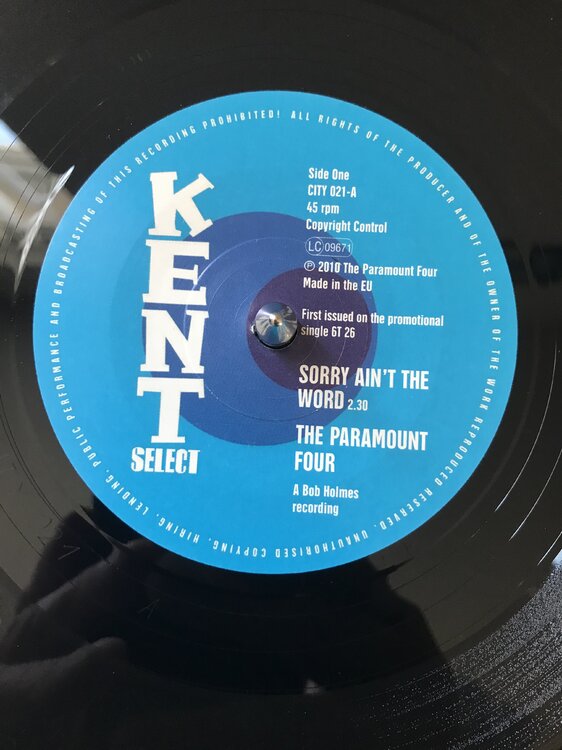 UNAUTHORISED COPYING, HIRING, LENDING, PUBLIC PERFORMANCE AND BROADCASTING OF THIS RECORDING PROHIBITED! ALL RIGHTS OF THE PRODUCER AND OF THE OWNER OF THE WORK REPRODUCED RESERVED.
KENT
SELECT
Side One
CITY 021-A
45 rpm
Copyright Control
LC 09671
℗ 2010 The Paramount Four
Made in the EU
First issued on the promotional
single 6T 26
SORRY AIN'T THE
WORD 2.30
THE PARAMOUNT
FOUR
A Bob Holmes
recording